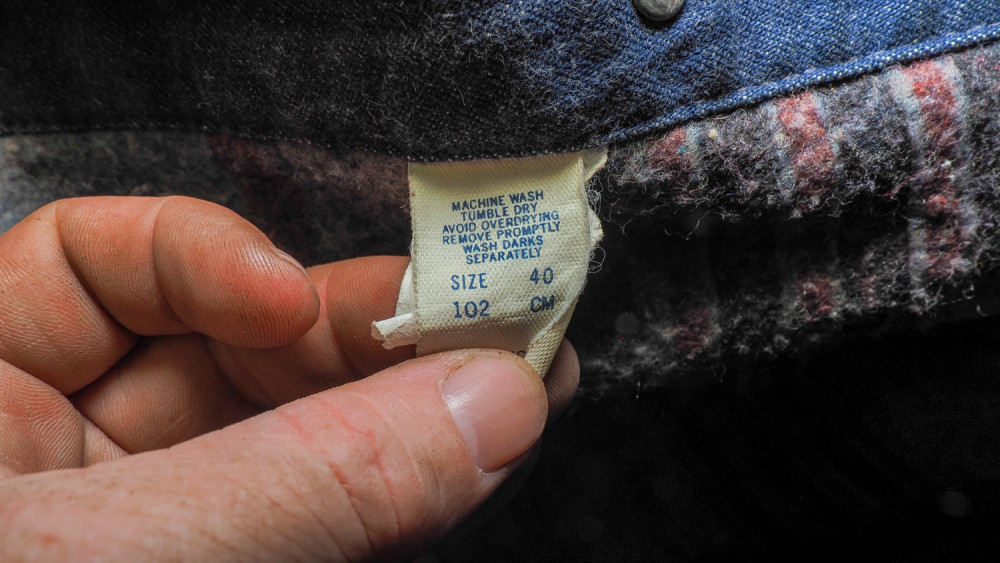 MACHINE WASH
TUMBLE DRY
AVOID OVERDRYING
REMOVE PROMPTLY
WASH DARKS
SEPARATELY
SIZE 40
102 CM